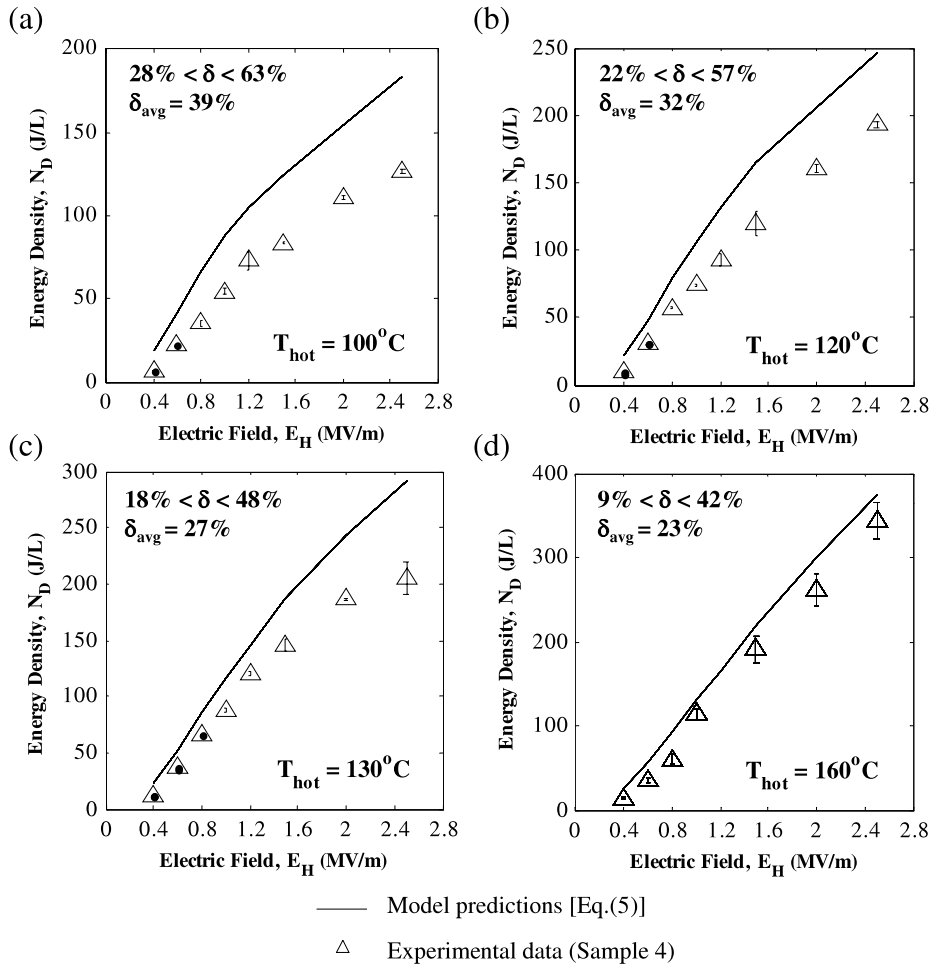 (a)
28% < δ < 63%
δavg = 39%
Thot = 100°C
Energy Density, ND (J/L)
200
150
100
50
0
0 0.4 0.8 1.2 1.6 2 2.4 2.8
Electric Field, EH (MV/m)
(b)
22% < δ < 57%
δavg = 32%
Thot = 120°C
Energy Density, ND (J/L)
250
200
150
100
50
0
0 0.4 0.8 1.2 1.6 2 2.4 2.8
Electric Field, EH (MV/m)
(c)
18% < δ < 48%
δavg = 27%
Thot = 130°C
Energy Density, ND (J/L)
300
250
200
150
100
50
0
0 0.4 0.8 1.2 1.6 2 2.4 2.8
Electric Field, EH (MV/m)
(d)
9% < δ < 42%
δavg = 23%
Thot = 160°C
Energy Density, ND (J/L)
400
300
200
100
0
0 0.4 0.8 1.2 1.6 2 2.4 2.8
Electric Field, EH (MV/m)
Model predictions [Eq.(5)]
Experimental data (Sample 4)